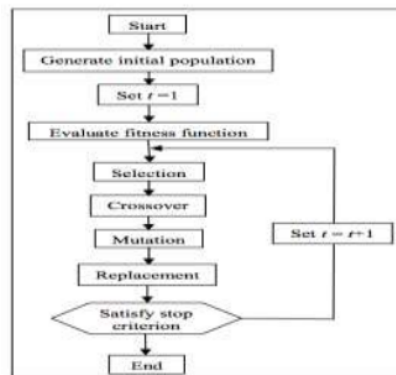 Start
Generate initial population
Set t =1
Evaluate fitness function
Selection
Crossover
Mutation
Set t = t+1
Replacement
Satisfy stop
criterion
End